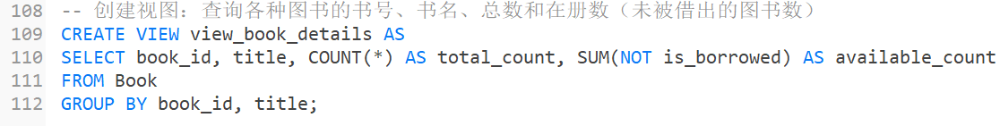 108 -- 创建视图：查询各种图书的书号、书名、总数和在册数（未被借出的图书数）
109 CREATE VIEW view_book_details AS
110 SELECT book_id, title, COUNT(*) AS total_count, SUM(NOT is_borrowed) AS available_count
111 FROM Book
112 GROUP BY book_id, title;